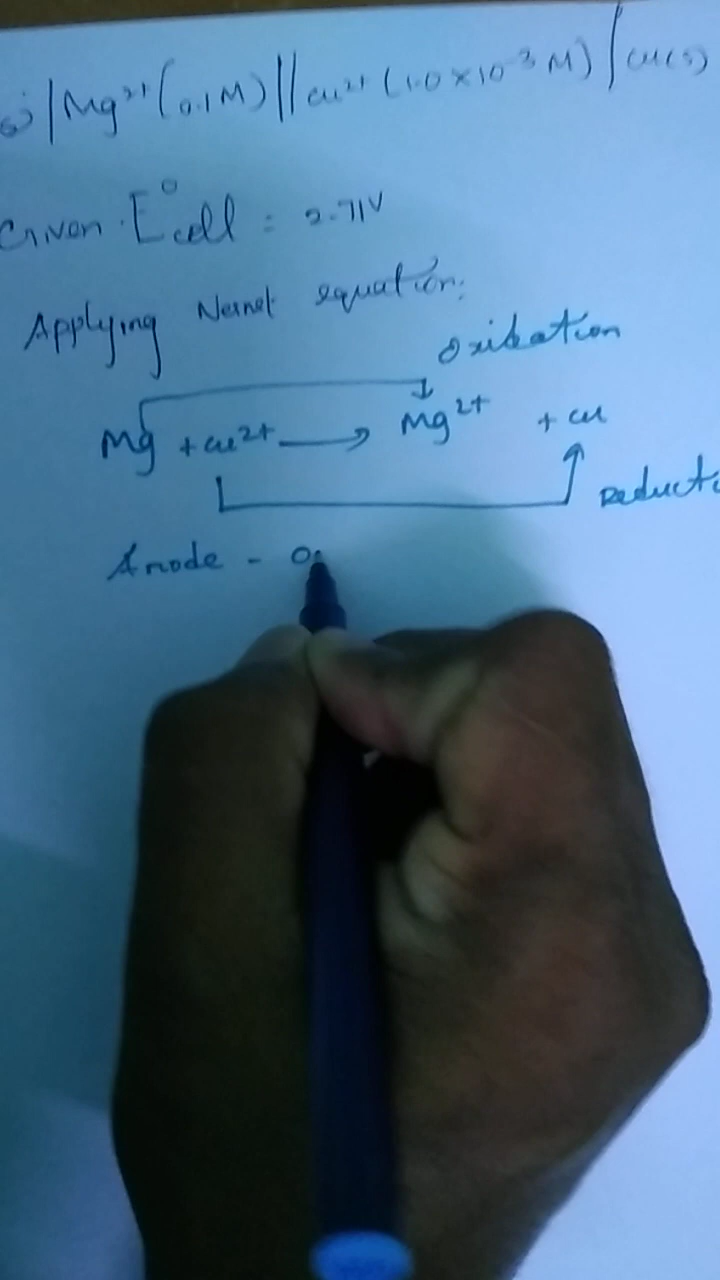 s) | Mg²⁺ (0.1M) || Cu²⁺ (1.0 × 10⁻³ M) | Cu(s)
Given. E°cell = 2.71V
Applying Nernst equation:
Oxidation
Mg + Cu²⁺ → Mg²⁺ + Cu
Reducti
Anode - O